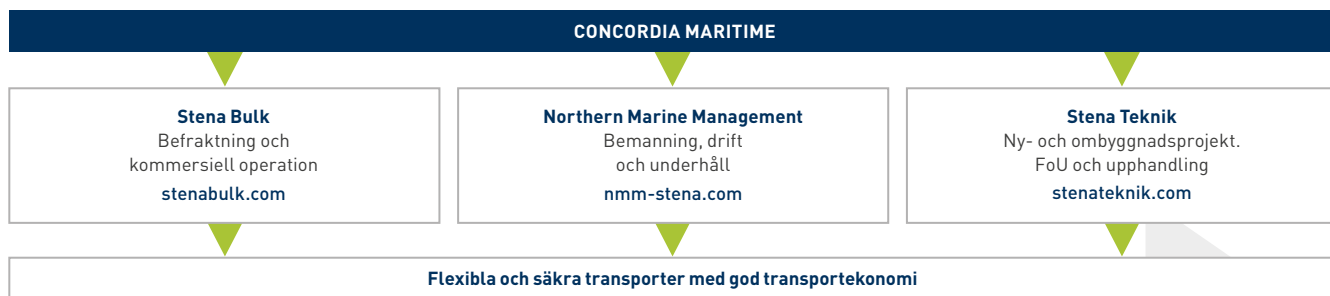 CONCORDIA MARITIME
Stena Bulk
Befraktning och
kommersiell operation
stenabulk.com
Northern Marine Management
Bemanning, drift
och underhåll
nmm-stena.com
Stena Teknik
Ny- och ombyggnadsprojekt.
FoU och upphandling
stenateknik.com
Flexibla och säkra transporter med god transportekonomi